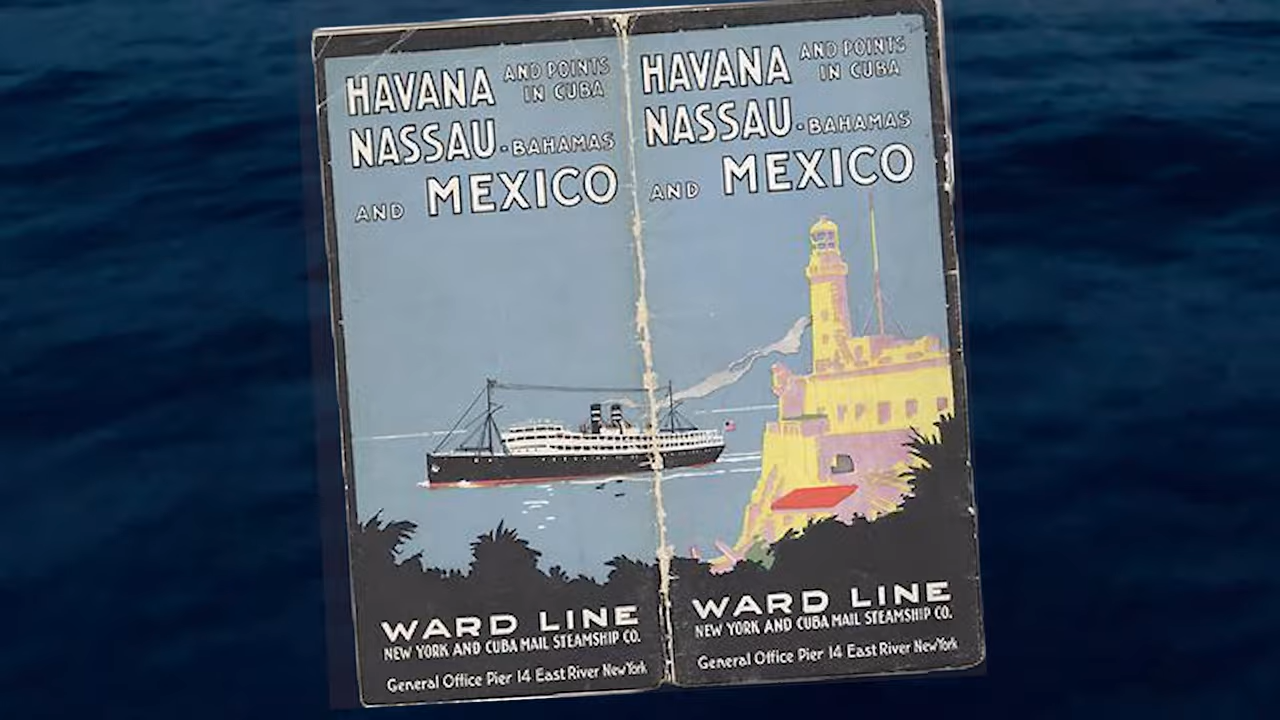 HAVANA AND POINTS
IN CUBA
NASSAU - BAHAMAS
AND MEXICO
WARD LINE
NEW YORK AND CUBA MAIL STEAMSHIP CO.
General Office Pier 14 East River New York
HAVANA AND POINTS
IN CUBA
NASSAU - BAHAMAS
AND MEXICO
WARD LINE
NEW YORK AND CUBA MAIL STEAMSHIP CO.
General Office Pier 14 East River New York